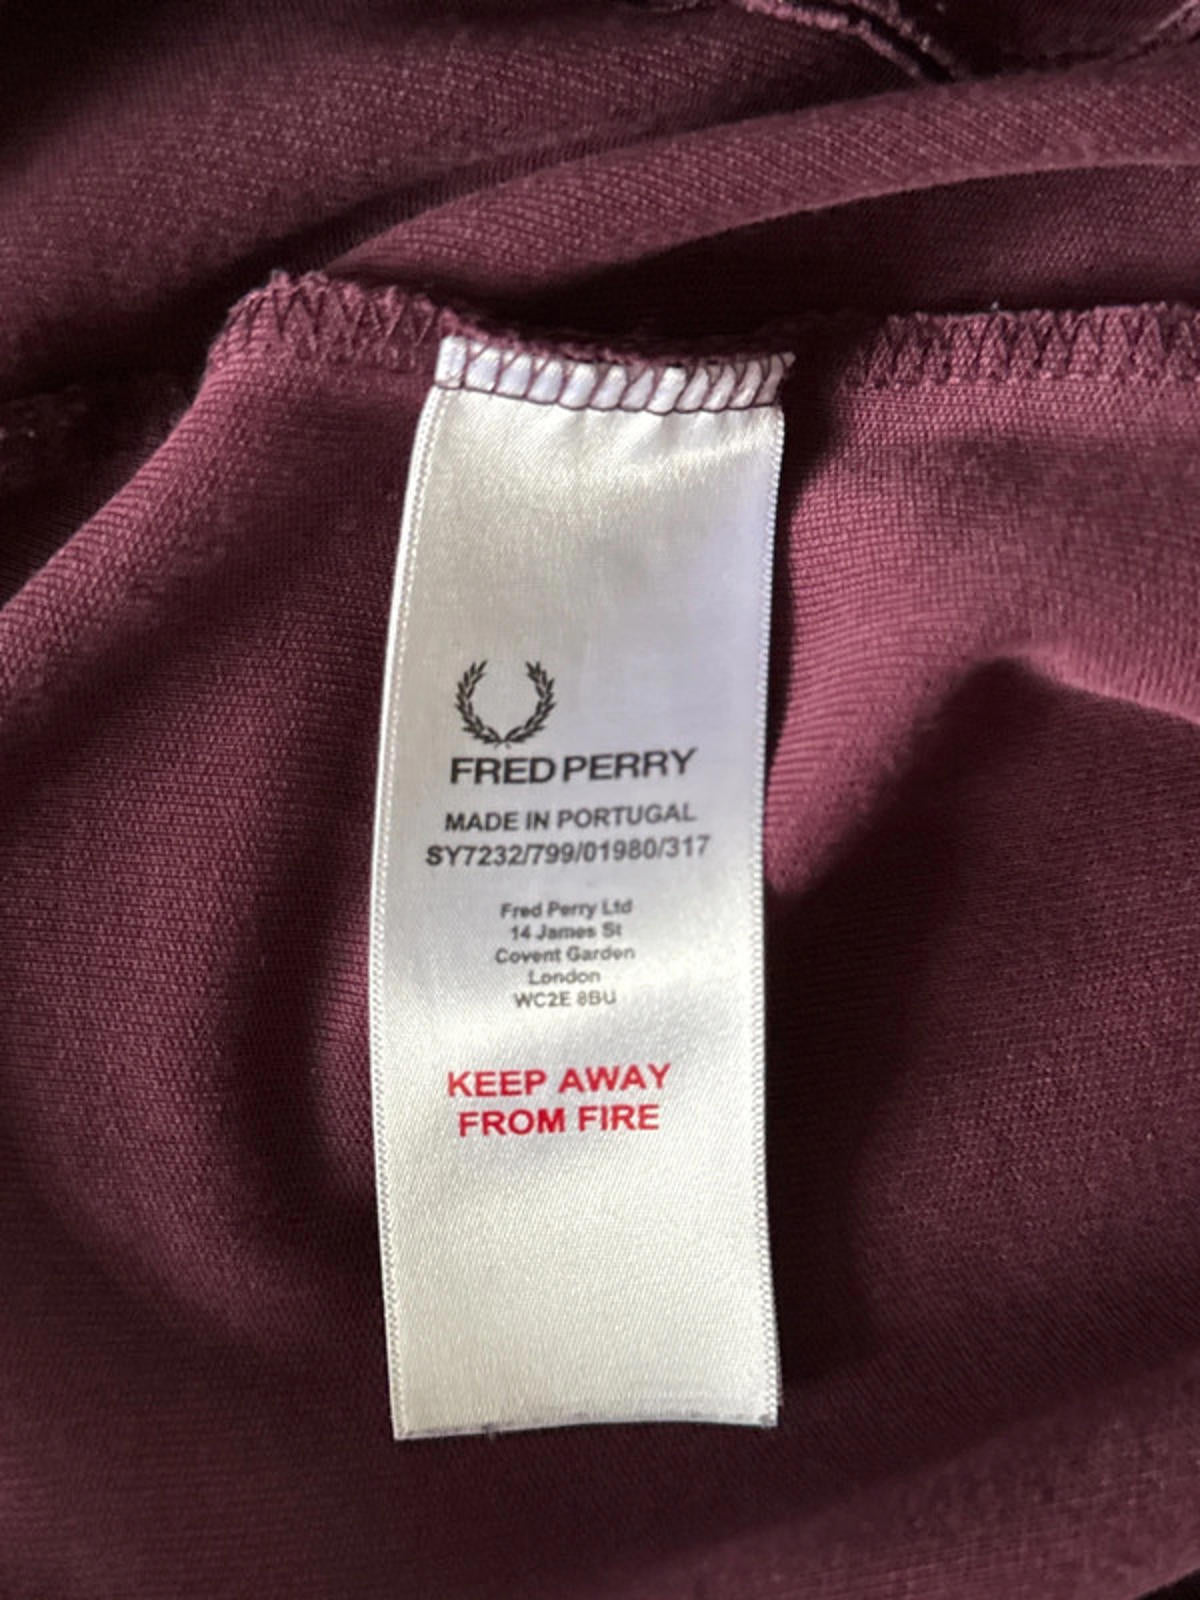 FRED PERRY
MADE IN PORTUGAL
SY7232/799/01980/317
Fred Perry Ltd
14 James St
Covent Garden
London
WC2E 8BU
KEEP AWAY
FROM FIRE